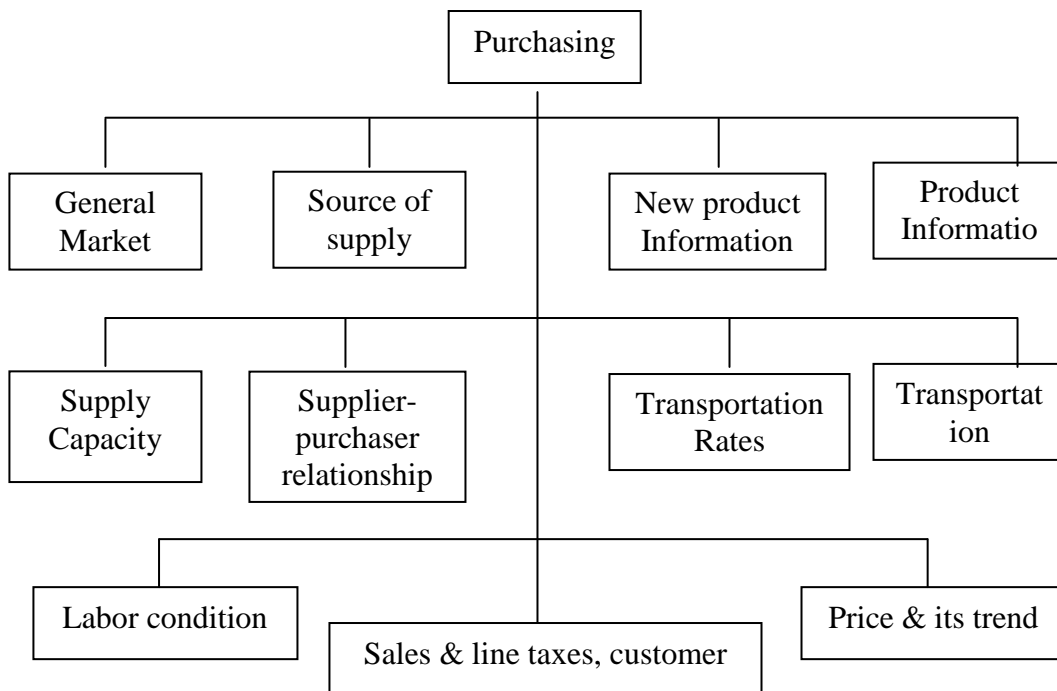 Purchasing
General
Market
Source of
supply
New product
Information
Product
Informatio
Supply
Capacity
Supplier-
purchaser
relationship
Transportation
Rates
Transportat
ion
Labor condition
Sales & line taxes, customer
Price & its trend